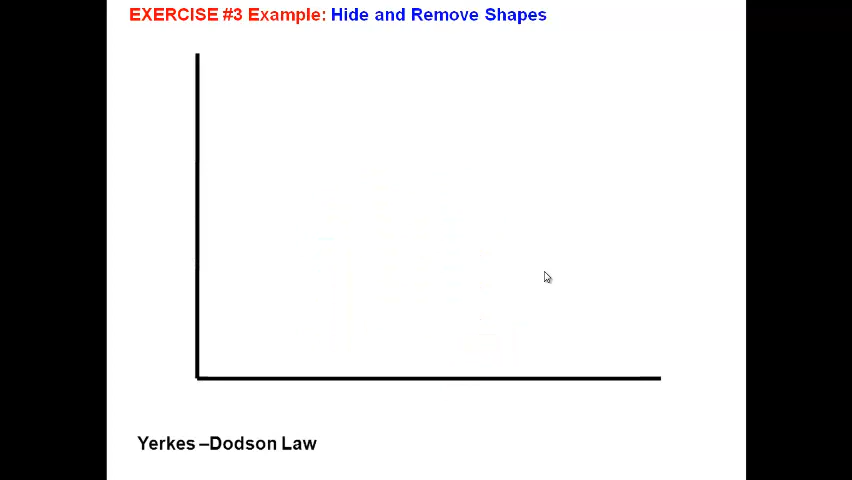 EXERCISE #3 Example: Hide and Remove Shapes
Yerkes –Dodson Law